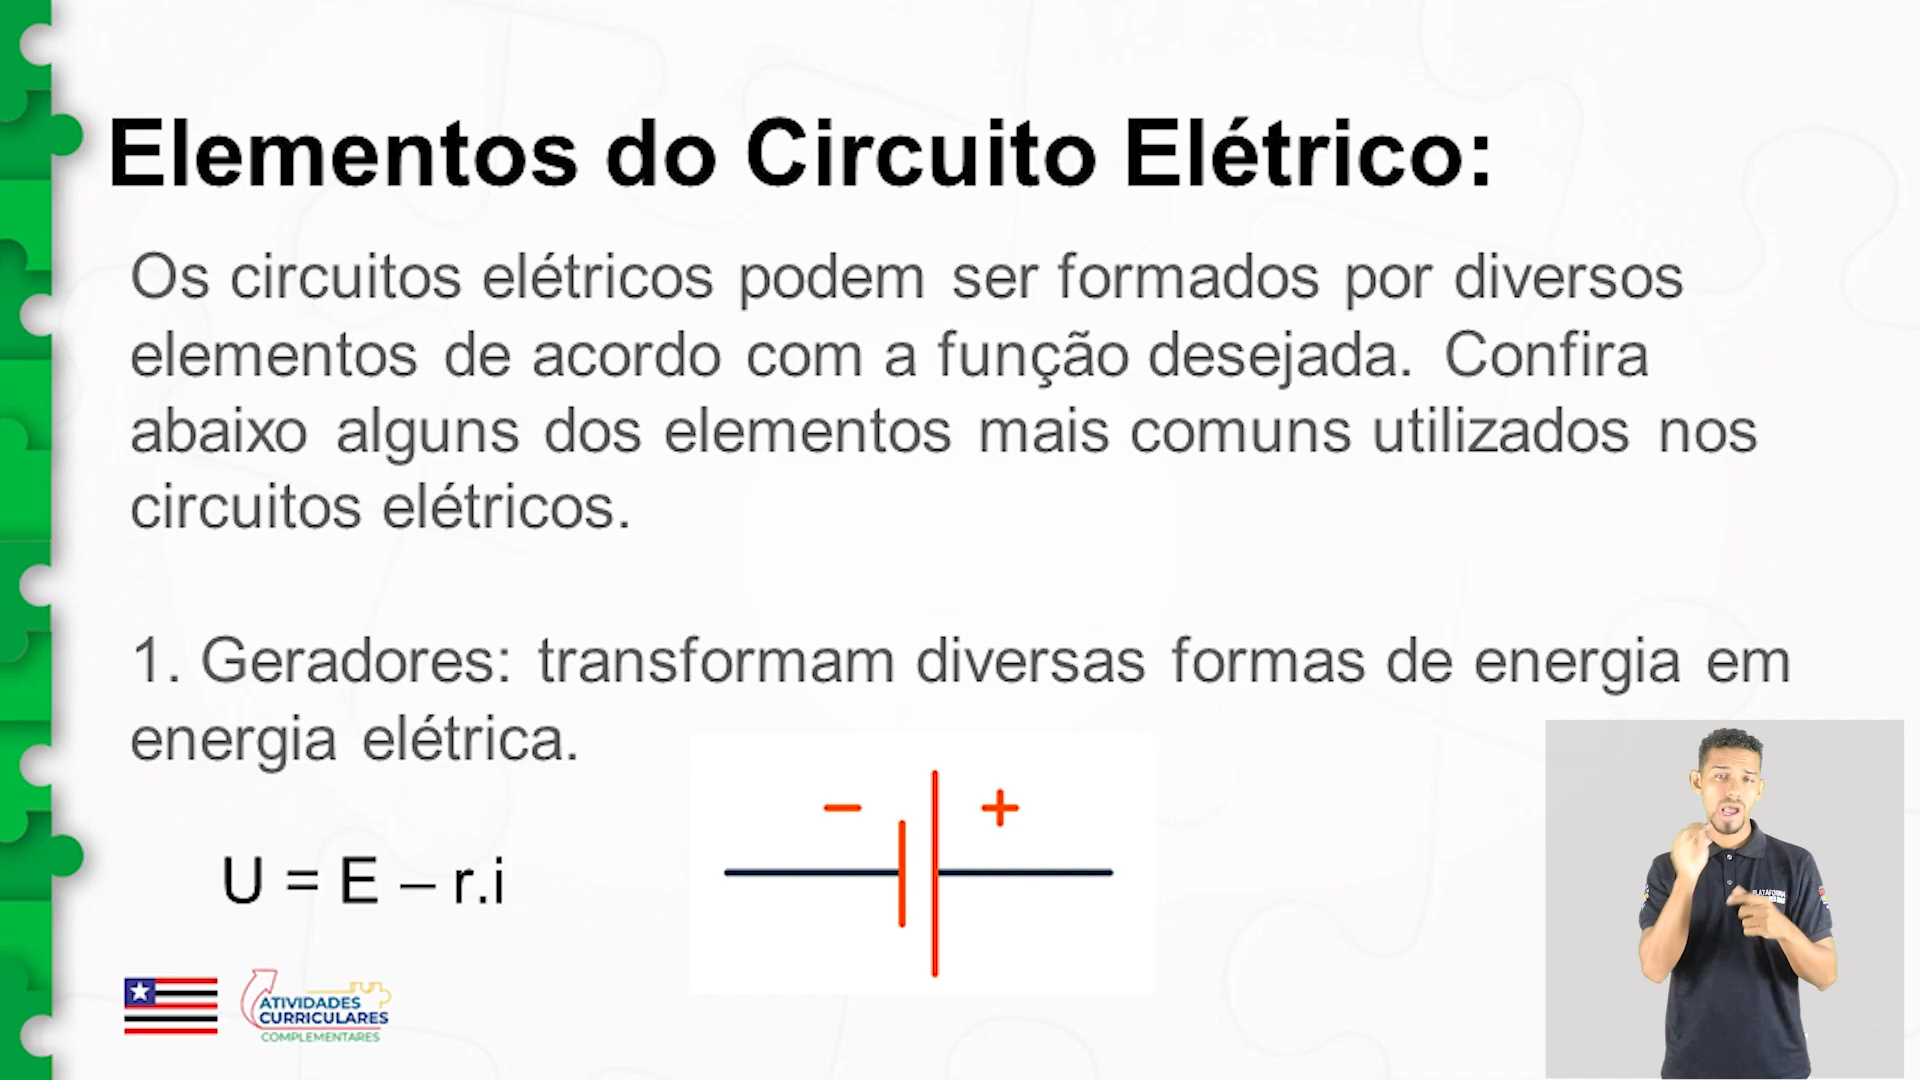 Elementos do Circuito Elétrico:
Os circuitos elétricos podem ser formados por diversos
elementos de acordo com a função desejada. Confira
abaixo alguns dos elementos mais comuns utilizados nos
circuitos elétricos.
1. Geradores: transformam diversas formas de energia em
energia elétrica.
U = E – r.i
− +
ATIVIDADES
CURRICULARES
COMPLEMENTARES
PLATAFORMA